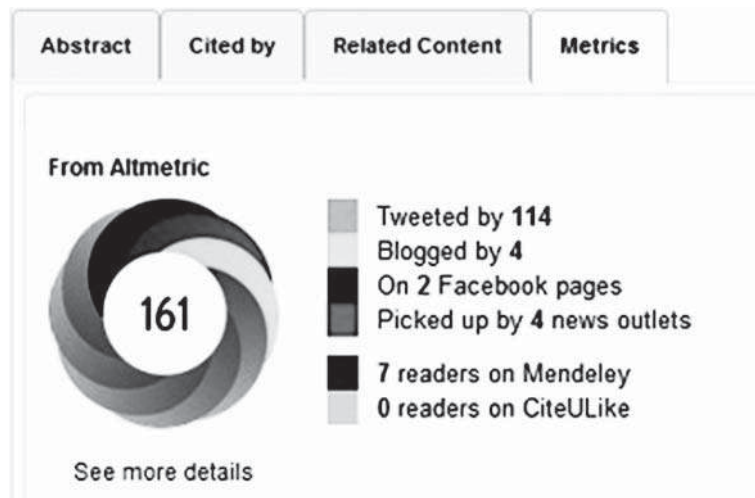 Abstract
Cited by
Related Content
Metrics
From Altmetric
161
Tweeted by 114
Blogged by 4
On 2 Facebook pages
Picked up by 4 news outlets
7 readers on Mendeley
0 readers on CiteULike
See more details